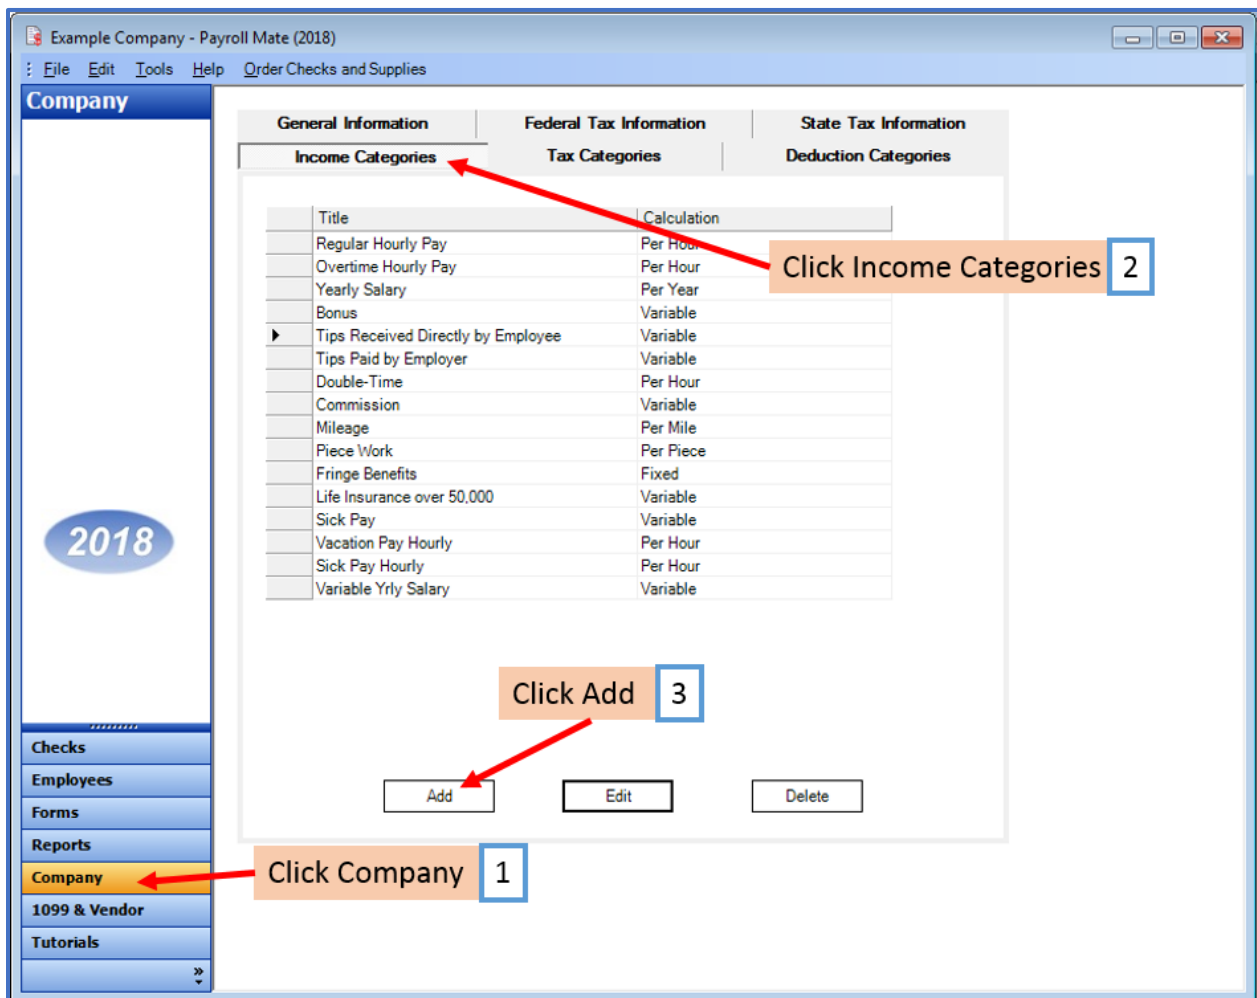 Example Company - Payroll Mate (2018)
File Edit Tools Help Order Checks and Supplies
Company
General Information Federal Tax Information State Tax Information
Income Categories Tax Categories Deduction Categories
Title Calculation
Regular Hourly Pay Per Hour
Overtime Hourly Pay Per Hour
Yearly Salary Per Year
Bonus Variable
Tips Received Directly by Employee Variable
Tips Paid by Employer Variable
Double-Time Per Hour
Commission Variable
Mileage Per Mile
Piece Work Per Piece
Fringe Benefits Fixed
Life Insurance over 50,000 Variable
Sick Pay Variable
Vacation Pay Hourly Per Hour
Sick Pay Hourly Per Hour
Variable Yrly Salary Variable
Click Income Categories 2
2018
Click Add 3
Add Edit Delete
Checks
Employees
Forms
Reports
Company
1099 & Vendor
Tutorials
Click Company 1